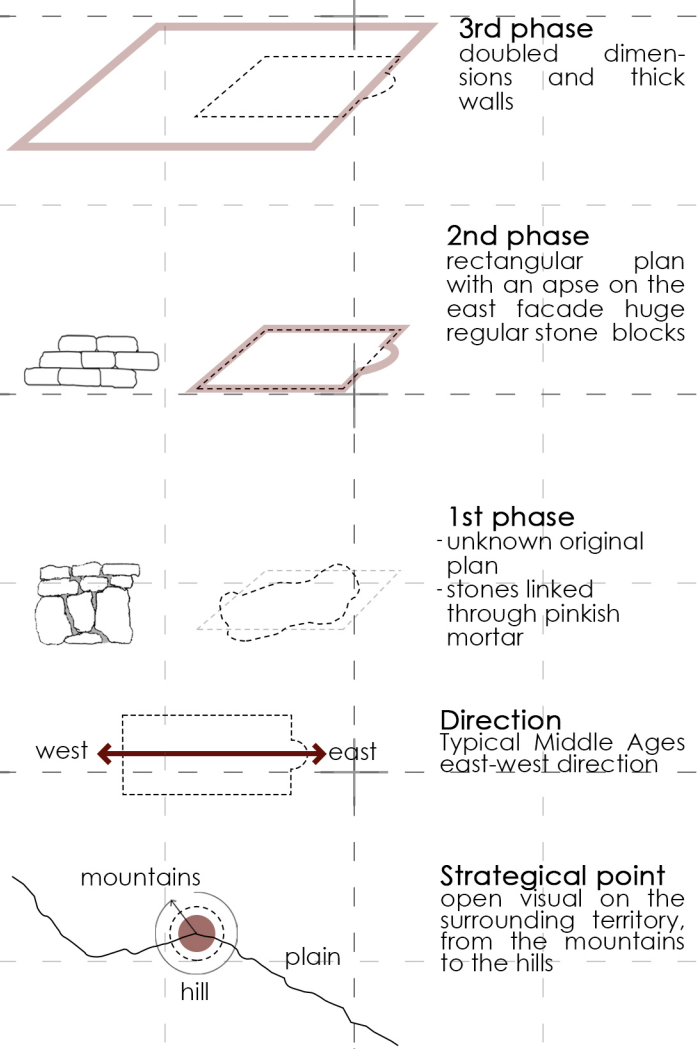 3rd phase
doubled dimen-
sions and thick
walls
2nd phase
rectangular plan
with an apse on the
east facade huge
regular stone blocks
1st phase
-unknown original
plan
-stones linked
through pinkish
mortar
Direction
Typical Middle Ages
east-west direction
west
east
Strategical point
open visual on the
surrounding territory,
from the mountains
to the hills
mountains
plain
hill